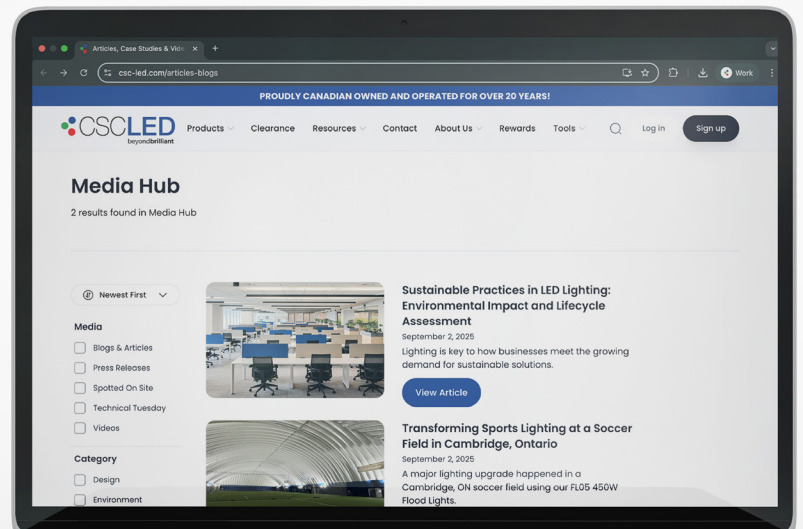 Articles, Case Studies & Vide
csc-led.com/articles-blogs
Work
PROUDLY CANADIAN OWNED AND OPERATED FOR OVER 20 YEARS!
CSCLED
beyondbrilliant
Products
Clearance
Resources
Contact
About Us
Rewards
Tools
Log in
Sign up
Media Hub
2 results found in Media Hub
Newest First
Media
Blogs & Articles
Press Releases
Spotted On Site
Technical Tuesday
Videos
Category
Design
Environment
Sustainable Practices in LED Lighting:
Environmental Impact and Lifecycle
Assessment
September 2, 2025
Lighting is key to how businesses meet the growing
demand for sustainable solutions.
View Article
Transforming Sports Lighting at a Soccer
Field in Cambridge, Ontario
September 2, 2025
A major lighting upgrade happened in a
Cambridge, ON soccer field using our FL05 450W
Flood Lights.